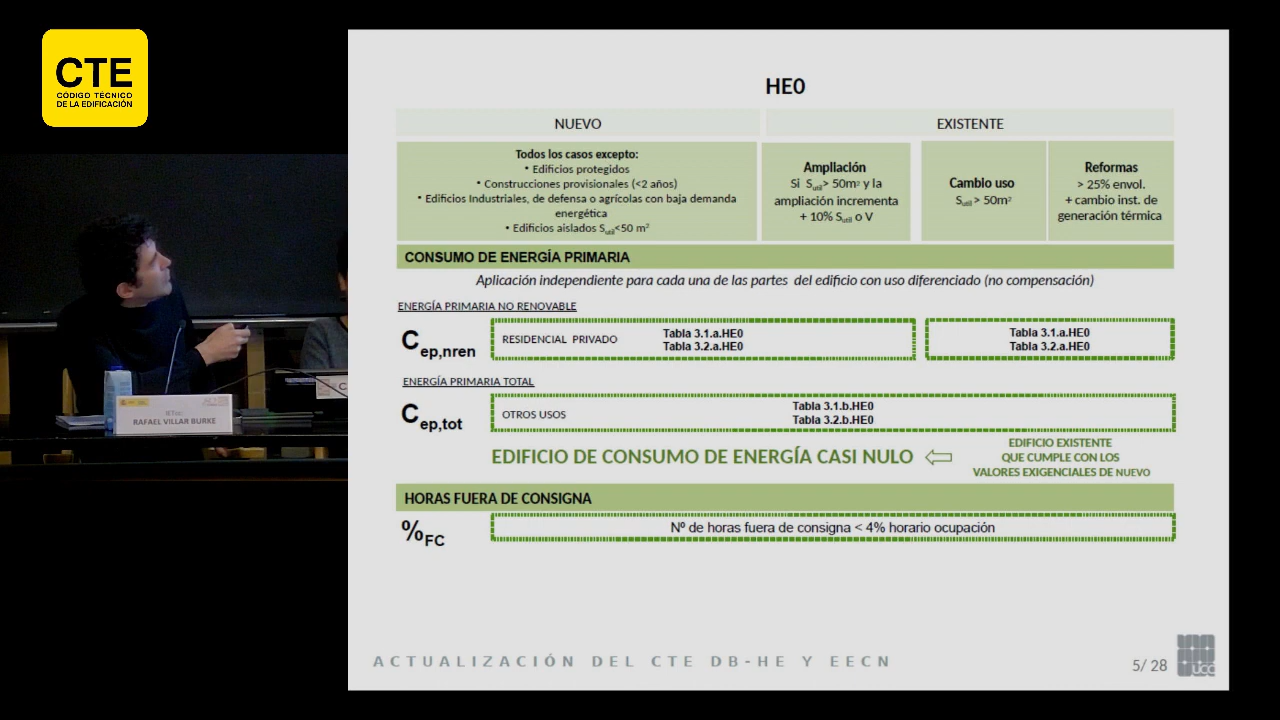 CTE
CÓDIGO TÉCNICO
DE LA EDIFICACIÓN
RAFAEL VILLAR BURKE
HE0
NUEVO
EXISTENTE
Todos los casos excepto:
• Edificios protegidos
• Construcciones provisionales (<2 años)
• Edificios Industriales, de defensa o agrícolas con baja demanda
energética
• Edificios aislados Sutil<50 m²
Ampliación
Si Sutil> 50m² y la
ampliación incrementa
+ 10% Sutil o V
Cambio uso
Sutil > 50m²
Reformas
> 25% envol.
+ cambio inst. de
generación térmica
CONSUMO DE ENERGÍA PRIMARIA
Aplicación independiente para cada una de las partes del edificio con uso diferenciado (no compensación)
ENERGÍA PRIMARIA NO RENOVABLE
Cep,nren
RESIDENCIAL PRIVADO
Tabla 3.1.a.HE0
Tabla 3.2.a.HE0
Tabla 3.1.a.HE0
Tabla 3.2.a.HE0
ENERGÍA PRIMARIA TOTAL
Cep,tot
OTROS USOS
Tabla 3.1.b.HE0
Tabla 3.2.b.HE0
EDIFICIO DE CONSUMO DE ENERGÍA CASI NULO
EDIFICIO EXISTENTE
QUE CUMPLE CON LOS
VALORES EXIGENCIALES DE NUEVO
HORAS FUERA DE CONSIGNA
%FC
Nº de horas fuera de consigna < 4% horario ocupación
ACTUALIZACIÓN DEL CTE DB-HE Y EECN
5/ 28
UCC